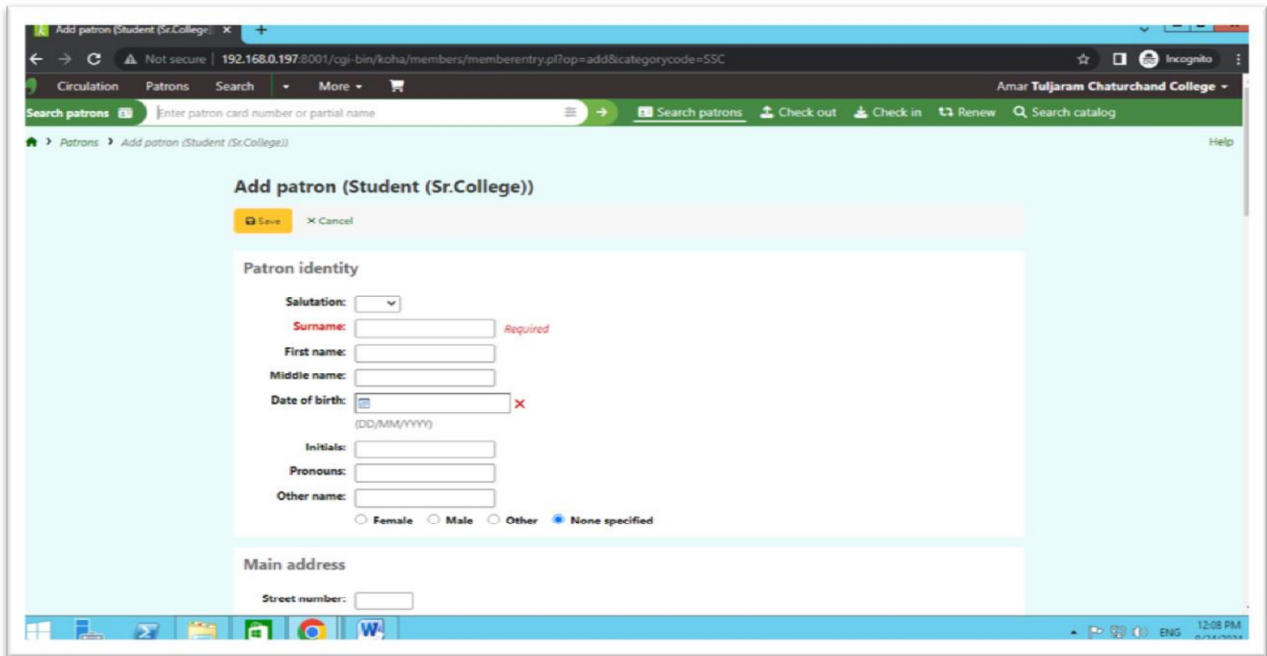 Add patron (Student (Sr.College)
Not secure | 192.168.0.197:8001/cgi-bin/koha/members/memberentry.pl?op=add&categorycode=SSC
Incognito
Circulation Patrons Search More
Amar Tuljaram Chaturchand College
Search patrons Enter patron card number or partial name Search patrons Check out Check in Renew Search catalog
Patrons Add patron (Student (Sr.College))
Help
Add patron (Student (Sr.College))
Save × Cancel
Patron identity
Salutation:
Surname: Required
First name:
Middle name:
Date of birth:
(DD/MM/YYYY)
Initials:
Pronouns:
Other name:
Female Male Other None specified
Main address
Street number:
ENG 12:08 PM